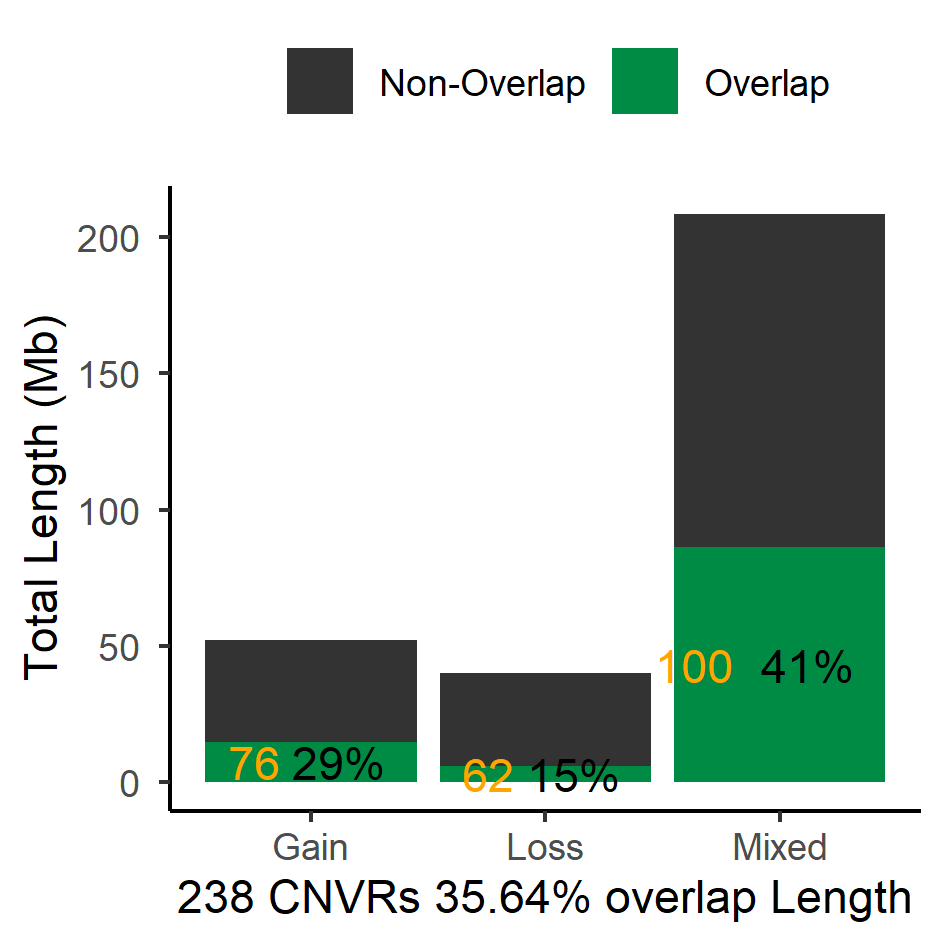 Non-Overlap Overlap
Total Length (Mb)
200
150
100
50
0
100 41%
76 29%
62 15%
Gain Loss Mixed
238 CNVRs 35.64% overlap Length